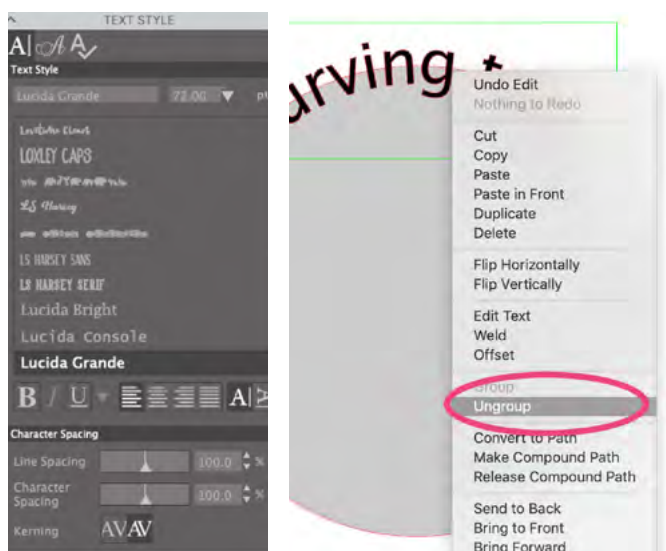 TEXT STYLE
Text Style
Lucida Grande 72.00 pt
LOXLEY CAPS
LS Harsey
LS HARSEY SANS
LS HARSEY SERIF
Lucida Bright
Lucida Console
Lucida Grande
B I U A
Character Spacing
Line Spacing 100.0 %
Character
Spacing 100.0 %
Kerning AV AV
urving
Undo Edit
Nothing to Redo
Cut
Copy
Paste
Paste in Front
Duplicate
Delete
Flip Horizontally
Flip Vertically
Edit Text
Weld
Offset
Group
Ungroup
Convert to Path
Make Compound Path
Release Compound Path
Send to Back
Bring to Front
Bring Forward